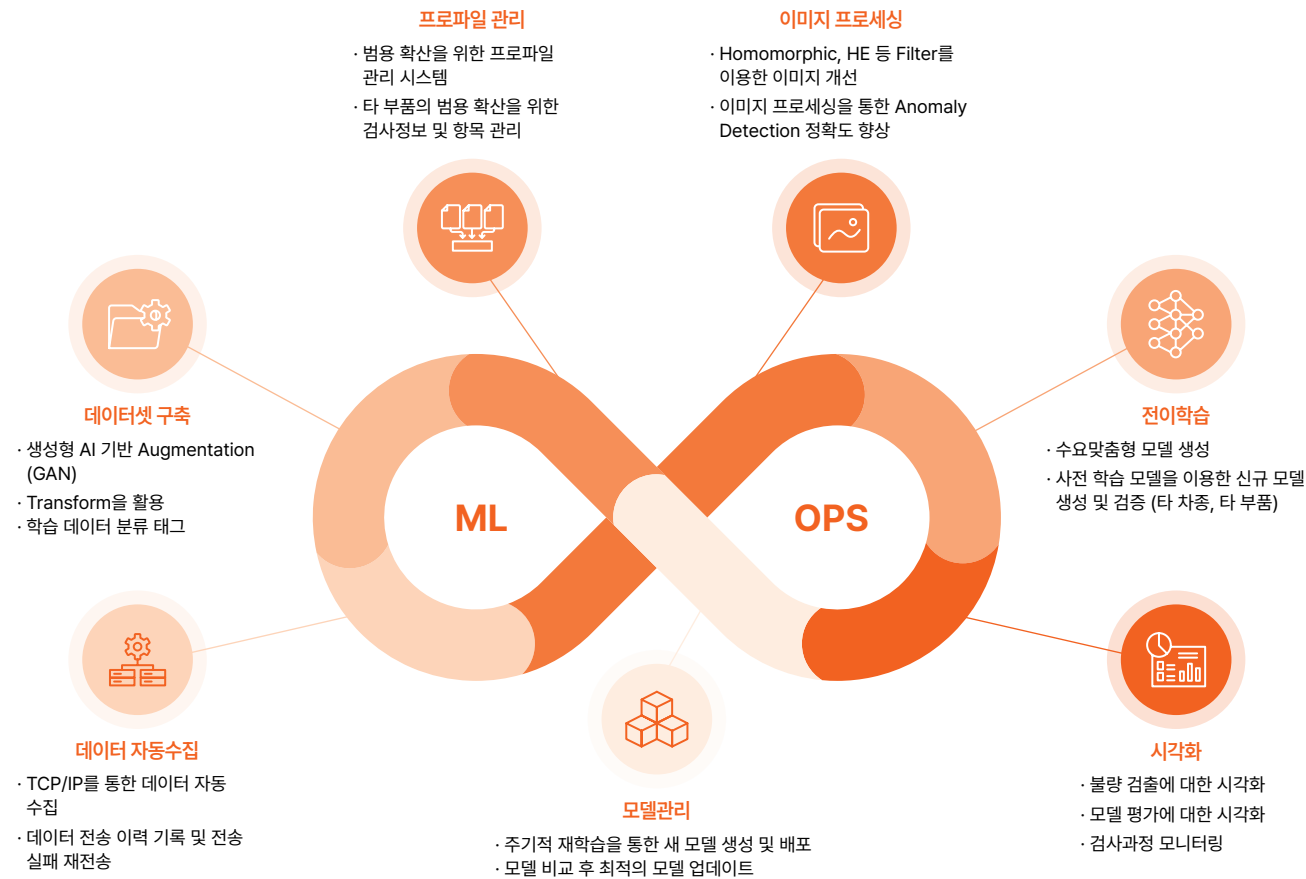 프로파일 관리
· 범용 확산을 위한 프로파일
관리 시스템
· 타 부품의 범용 확산을 위한
검사정보 및 항목 관리
이미지 프로세싱
· Homomorphic, HE 등 Filter를
이용한 이미지 개선
· 이미지 프로세싱을 통한 Anomaly
Detection 정확도 향상
데이터셋 구축
· 생성형 AI 기반 Augmentation
(GAN)
· Transform을 활용
· 학습 데이터 분류 태그
ML
OPS
전이학습
· 수요맞춤형 모델 생성
· 사전 학습 모델을 이용한 신규 모델
생성 및 검증 (타 차종, 타 부품)
데이터 자동수집
· TCP/IP를 통한 데이터 자동
수집
· 데이터 전송 이력 기록 및 전송
실패 재전송
모델관리
· 주기적 재학습을 통한 새 모델 생성 및 배포
· 모델 비교 후 최적의 모델 업데이트
시각화
· 불량 검출에 대한 시각화
· 모델 평가에 대한 시각화
· 검사과정 모니터링